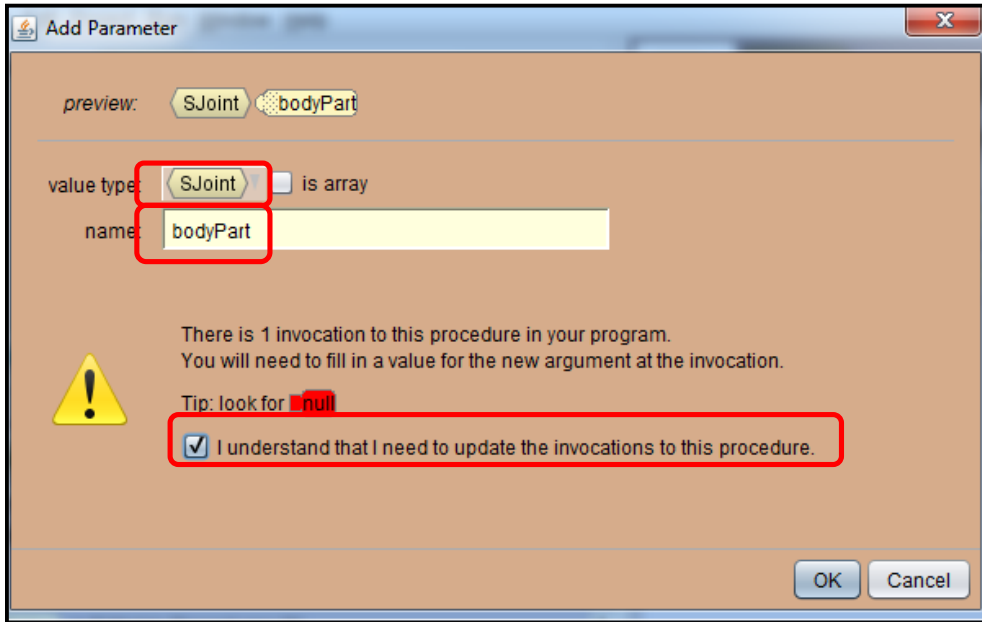 Add Parameter
preview: SJoint bodyPart
value type: SJoint is array
name: bodyPart
There is 1 invocation to this procedure in your program.
You will need to fill in a value for the new argument at the invocation.
Tip: look for null
I understand that I need to update the invocations to this procedure.
OK Cancel